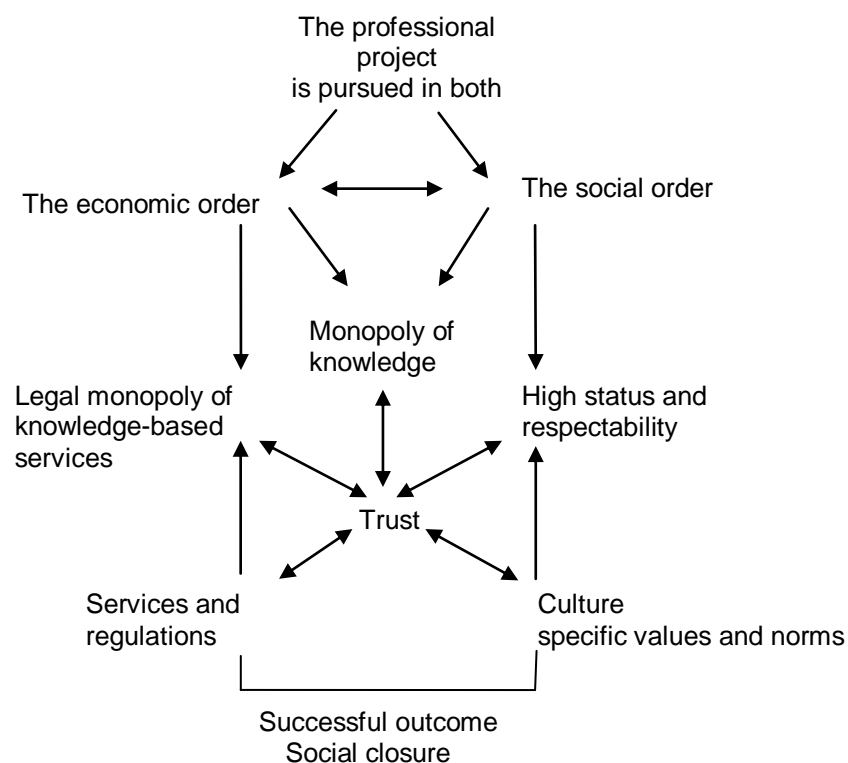 The professional
project
is pursued in both
The economic order
The social order
Monopoly of
knowledge
Legal monopoly of
knowledge-based
services
High status and
respectability
Trust
Services and
regulations
Culture
specific values and norms
Successful outcome
Social closure